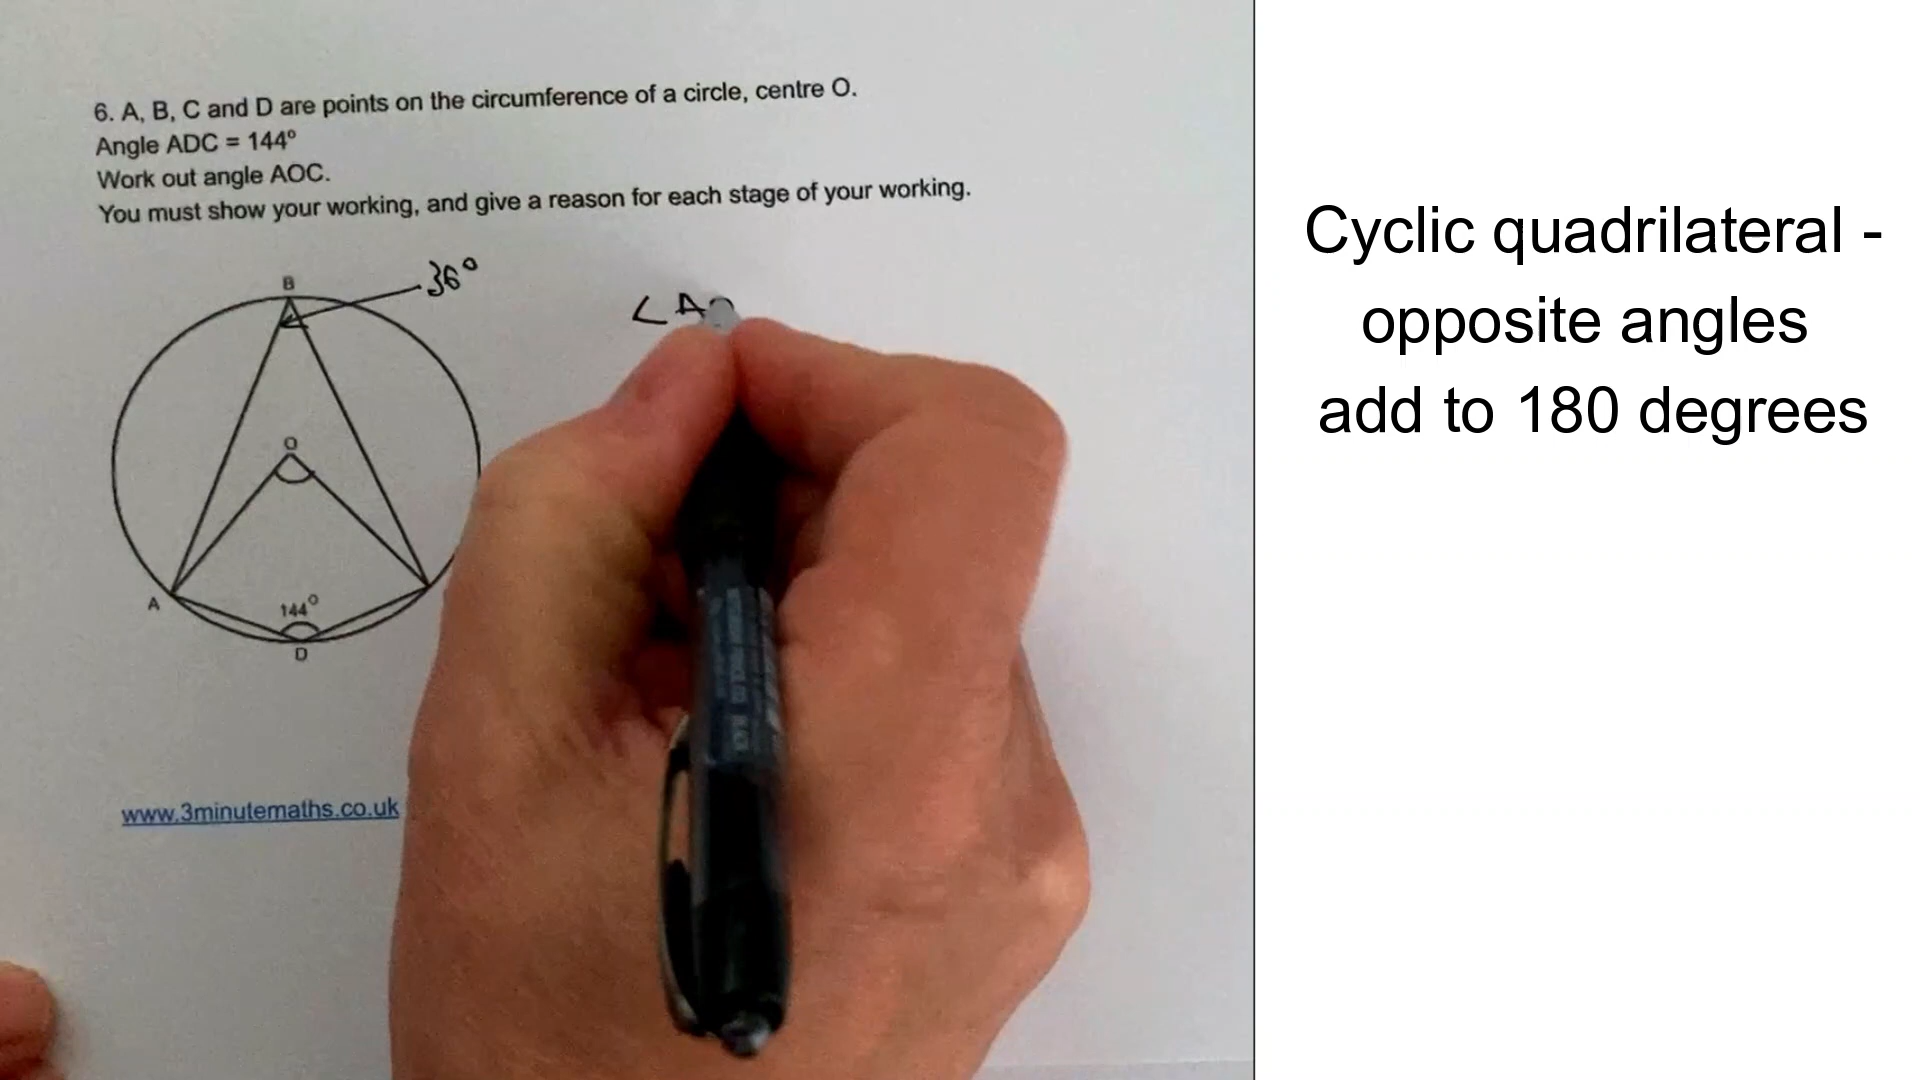 6. A, B, C and D are points on the circumference of a circle, centre O.
Angle ADC = 144º
Work out angle AOC.
You must show your working, and give a reason for each stage of your working.
B
36°
< A
O
A
144°
D
www.3minutemaths.co.uk
Cyclic quadrilateral -
opposite angles
add to 180 degrees